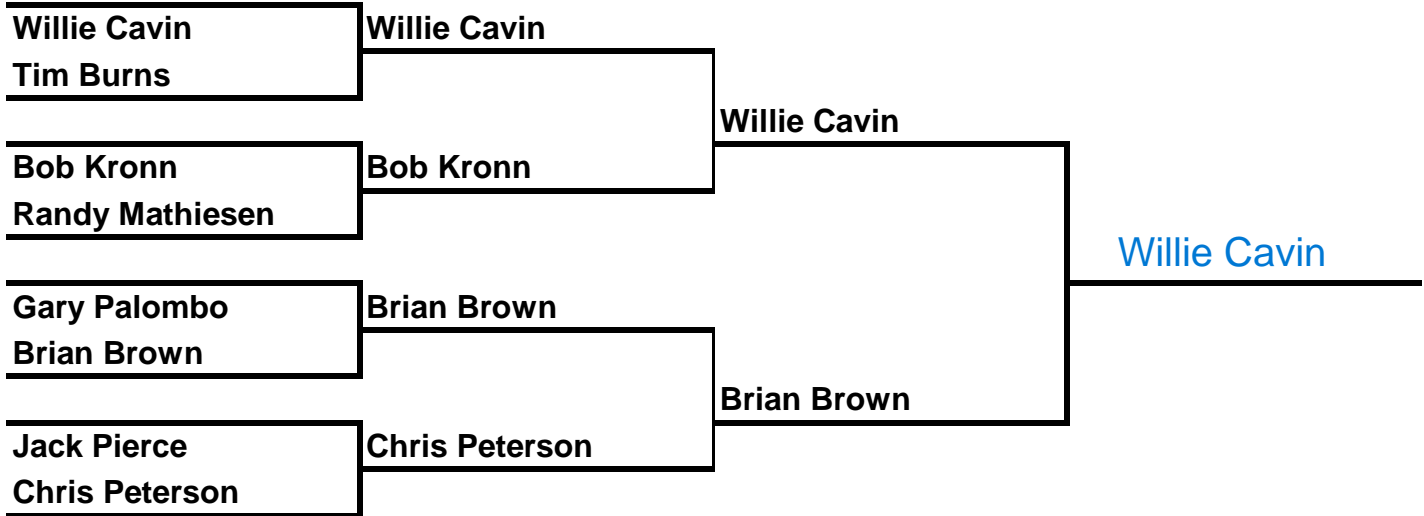 Willie Cavin
Tim Burns
Bob Kronn
Randy Mathiesen
Gary Palombo
Brian Brown
Jack Pierce
Chris Peterson
Willie Cavin
Bob Kronn
Brian Brown
Chris Peterson
Willie Cavin
Brian Brown
Willie Cavin